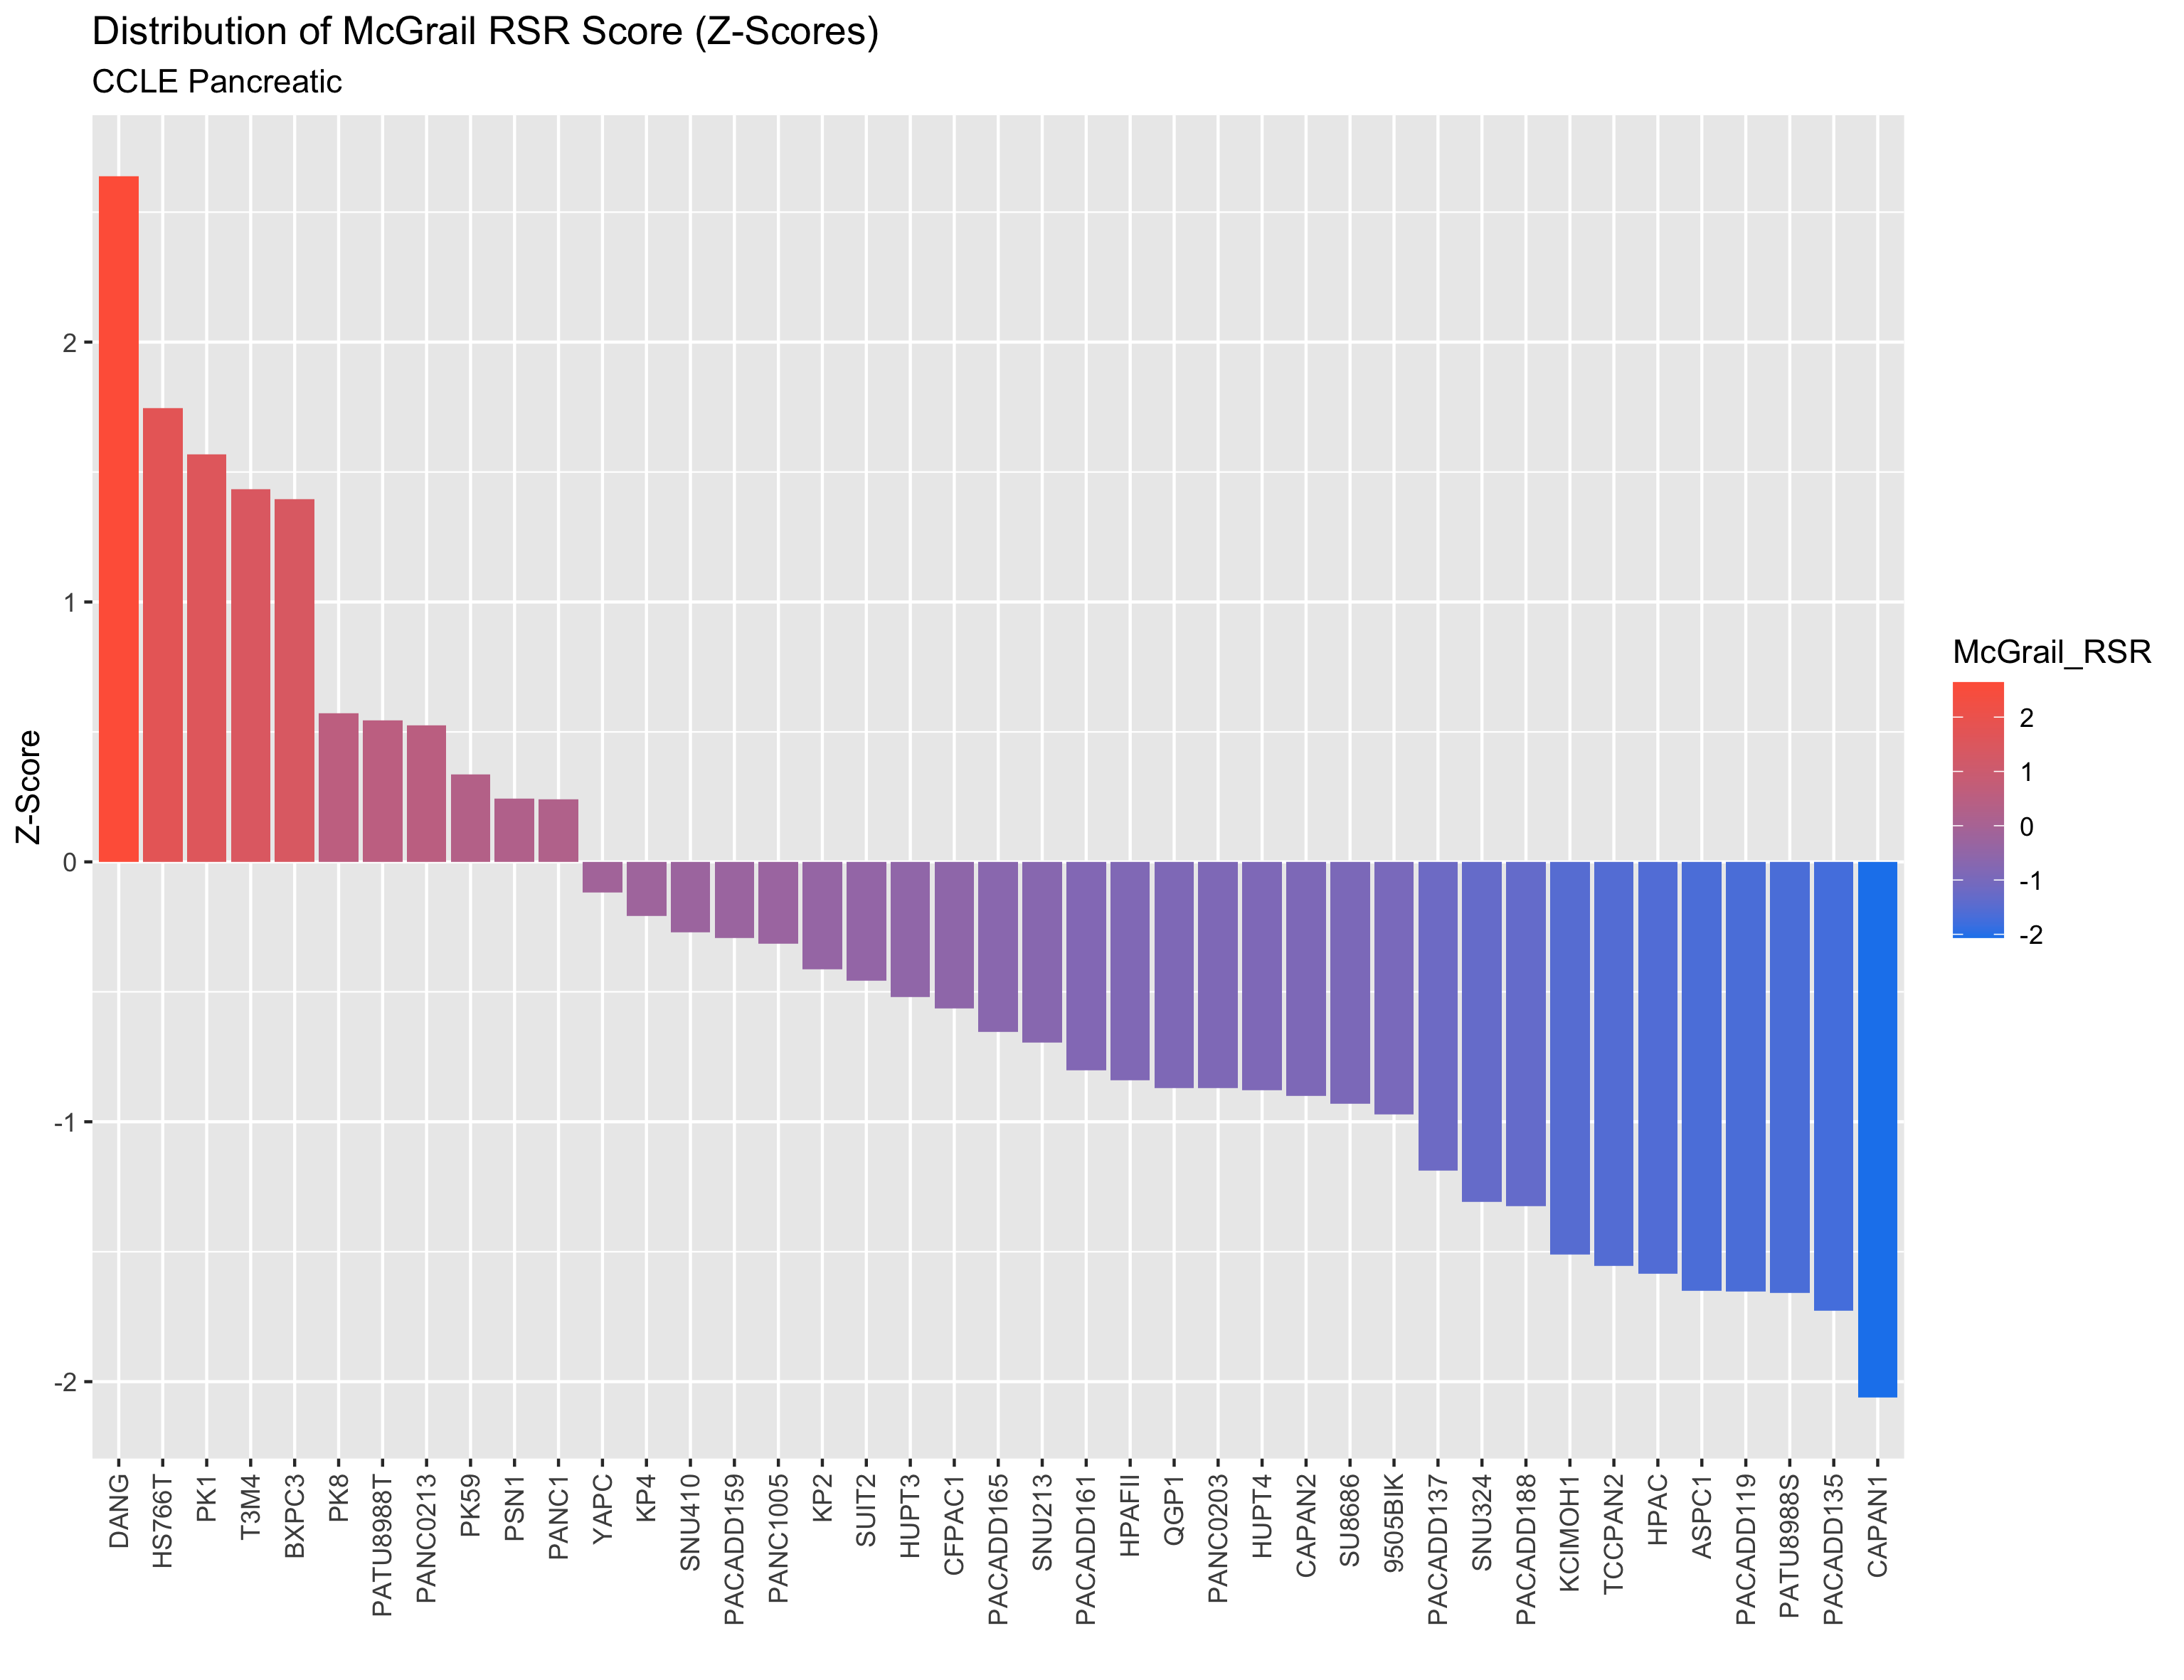 Distribution of McGrail RSR Score (Z-Scores)
CCLE Pancreatic
Z-Score
2
1
0
-1
-2
DANG
HS766T
PK1
T3M4
BXPC3
PK8
PATU8988T
PANC0213
PK59
PSN1
PANC1
YAPC
KP4
SNU410
PACADD159
PANC1005
KP2
SUIT2
HUPT3
CFPAC1
PACADD165
SNU213
PACADD161
HPAFII
QGP1
PANC0203
HUPT4
CAPAN2
SU8686
9505BIK
PACADD137
SNU324
PACADD188
KCIMOH1
TCCPAN2
HPAC
ASPC1
PACADD119
PATU8988S
PACADD135
CAPAN1
McGrail_RSR
2
1
0
-1
-2